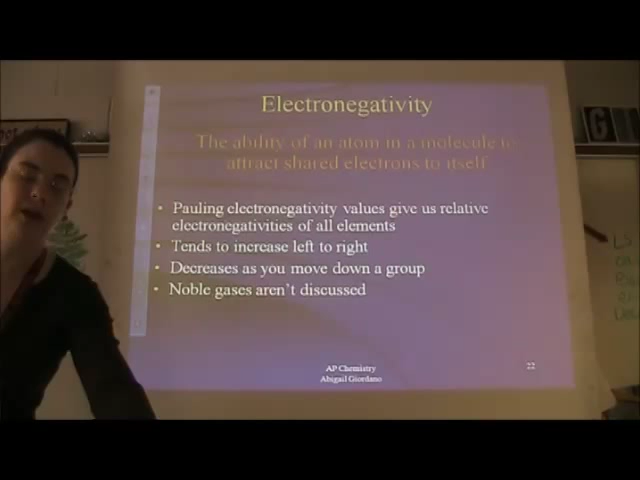 Electronegativity
The ability of an atom in a molecule to
attract shared electrons to itself
• Pauling electronegativity values give us relative
electronegativities of all elements
• Tends to increase left to right
• Decreases as you move down a group
• Noble gases aren't discussed
AP Chemistry
Abigail Giordano
22
G